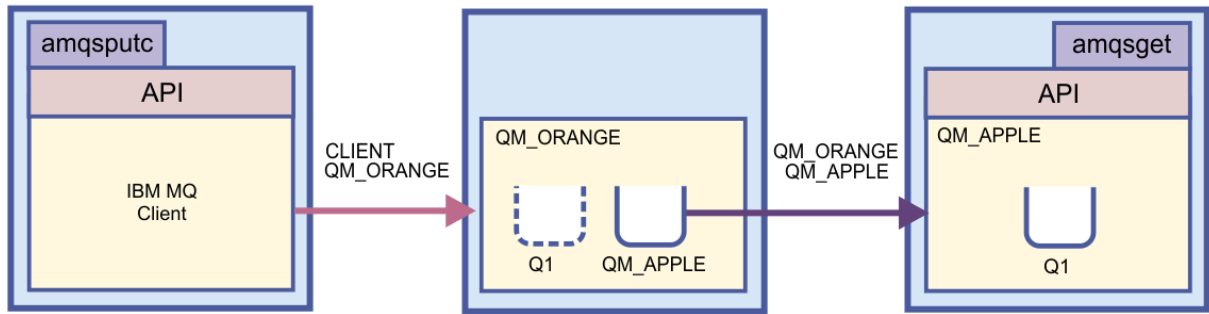 amqsputc
API
IBM MQ
Client
CLIENT
QM_ORANGE
QM_ORANGE
Q1
QM_APPLE
QM_ORANGE
QM_APPLE
amqsget
API
QM_APPLE
Q1